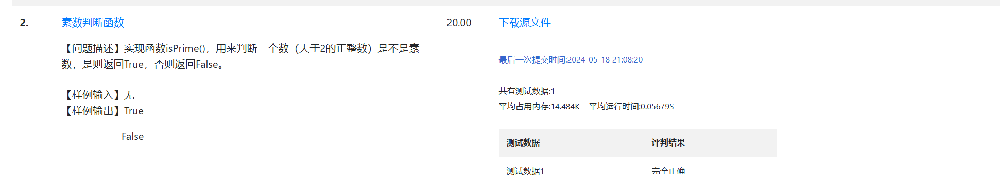 2. 素数判断函数 20.00 下载源文件
【问题描述】实现函数isPrime()，用来判断一个数（大于2的正整数）是不是素
数，是则返回True，否则返回False。
【样例输入】无
【样例输出】True
False
最后一次提交时间:2024-05-18 21:08:20
共有测试数据:1
平均占用内存:14.484K 平均运行时间:0.05679S
测试数据 评判结果
测试数据1 完全正确